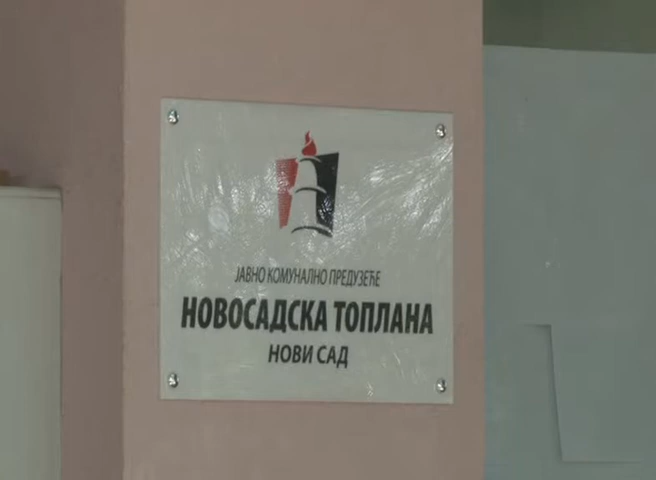 ЈАВНО КОМУНАЛНО ПРЕДУЗЕЋЕ
НОВОСАДСКА ТОПЛАНА
НОВИ САД